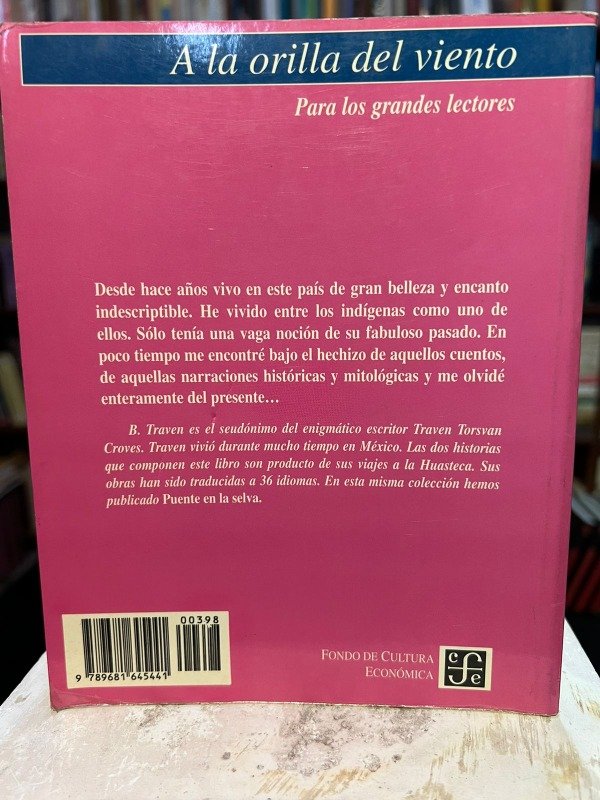 A la orilla del viento
Para los grandes lectores
Desde hace años vivo en este país de gran belleza y encanto
indescriptible. He vivido entre los indígenas como uno de
ellos. Sólo tenía una vaga noción de su fabuloso pasado. En
poco tiempo me encontré bajo el hechizo de aquellos cuentos,
de aquellas narraciones históricas y mitológicas y me olvidé
enteramente del presente…
B. Traven es el seudónimo del enigmático escritor Traven Torsvan
Croves. Traven vivió durante mucho tiempo en México. Las dos historias
que componen este libro son producto de sus viajes a la Huasteca. Sus
obras han sido traducidas a 36 idiomas. En esta misma colección hemos
publicado Puente en la selva.
00398
9 789681 645441
FONDO DE CULTURA
ECONÓMICA
cfe